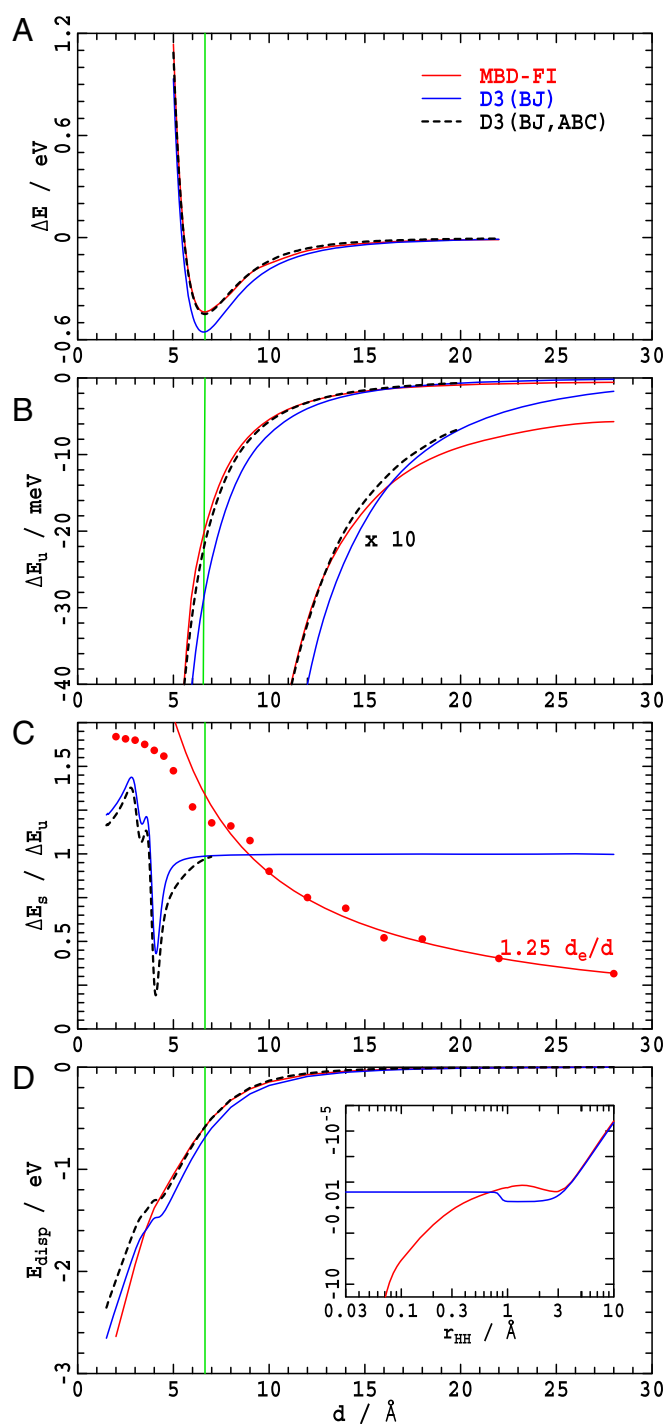 A
1.2
0.6
0
-0.6
ΔE / eV
MBD-FI
D3(BJ)
D3(BJ,ABC)
0 5 10 15 20 25 30
B
0
-10
-20
-30
-40
ΔE_u / meV
x 10
0 5 10 15 20 25 30
C
1.5
1
0.5
0
ΔE_s / ΔE_u
1.25 d_e/d
0 5 10 15 20 25 30
D
0
-1
-2
-3
E_disp / eV
-10^-5
-0.01
-10
0.03 0.1 0.3 1 3 10
r_HH / Å
0 5 10 15 20 25 30
d / Å